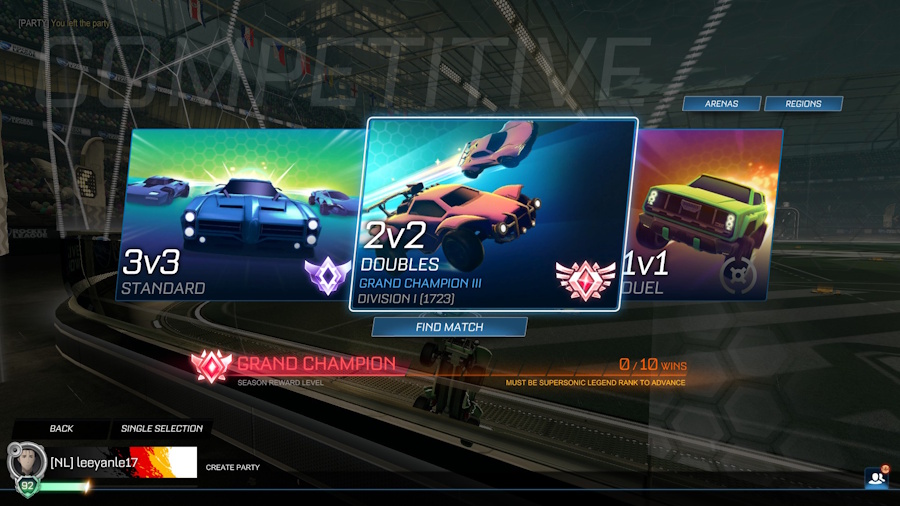 [PARTY] You left the party.
COMPETITIVE
ARENAS
REGIONS
3v3
STANDARD
2v2
DOUBLES
GRAND CHAMPION III
DIVISION I (1723)
1v1
DUEL
FIND MATCH
GRAND CHAMPION
SEASON REWARD LEVEL
0 / 10 WINS
MUST BE SUPERSONIC LEGEND RANK TO ADVANCE
BACK
SINGLE SELECTION
[NL] leeyanle17
CREATE PARTY
92